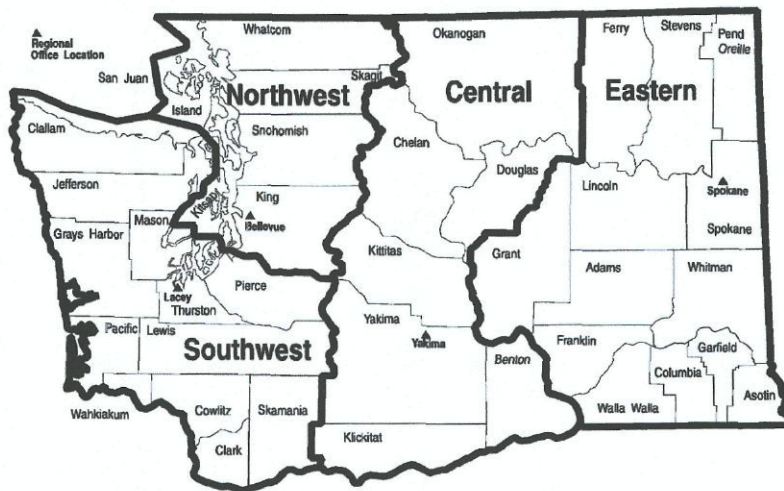 Regional
Office Location
Whatcom
Okanogan
Ferry
Stevens
Pend
Oreille
San Juan
Skagit
Island
Northwest
Central
Eastern
Clallam
Snohomish
Chelan
Jefferson
Douglas
Lincoln
Spokane
Kitsap
King
Bellevue
Mason
Grays Harbor
Spokane
Kittitas
Grant
Adams
Whitman
Pierce
Lacey
Thurston
Yakima
Pacific
Lewis
Yakima
Franklin
Garfield
Southwest
Benton
Columbia
Asotin
Wahkiakum
Cowlitz
Skamania
Walla Walla
Klickitat
Clark